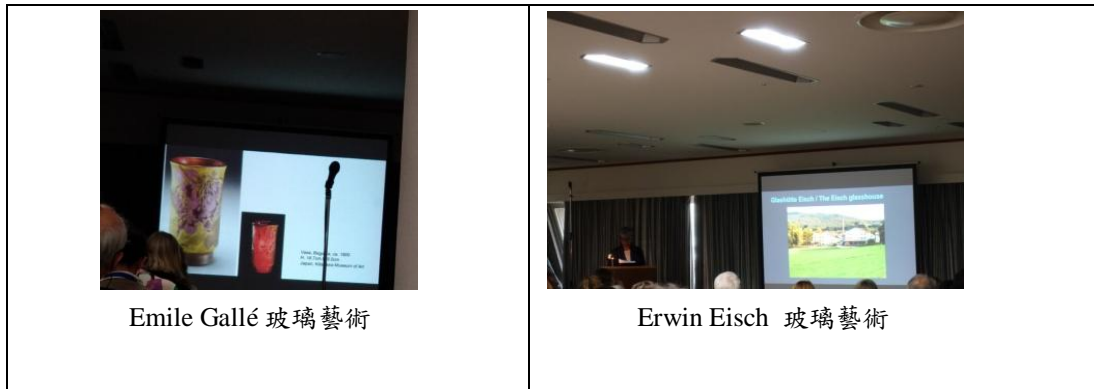 Glashütte Eisch / The Eisch glasshouse
Emile Gallé 玻璃藝術
Erwin Eisch 玻璃藝術